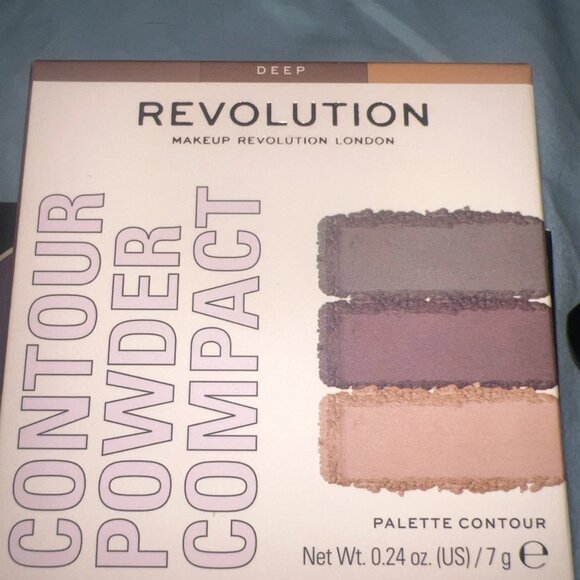 DEEP
REVOLUTION
MAKEUP REVOLUTION LONDON
CONTOUR
POWDER
COMPACT
PALETTE CONTOUR
Net Wt. 0.24 oz. (US) / 7 g ℮